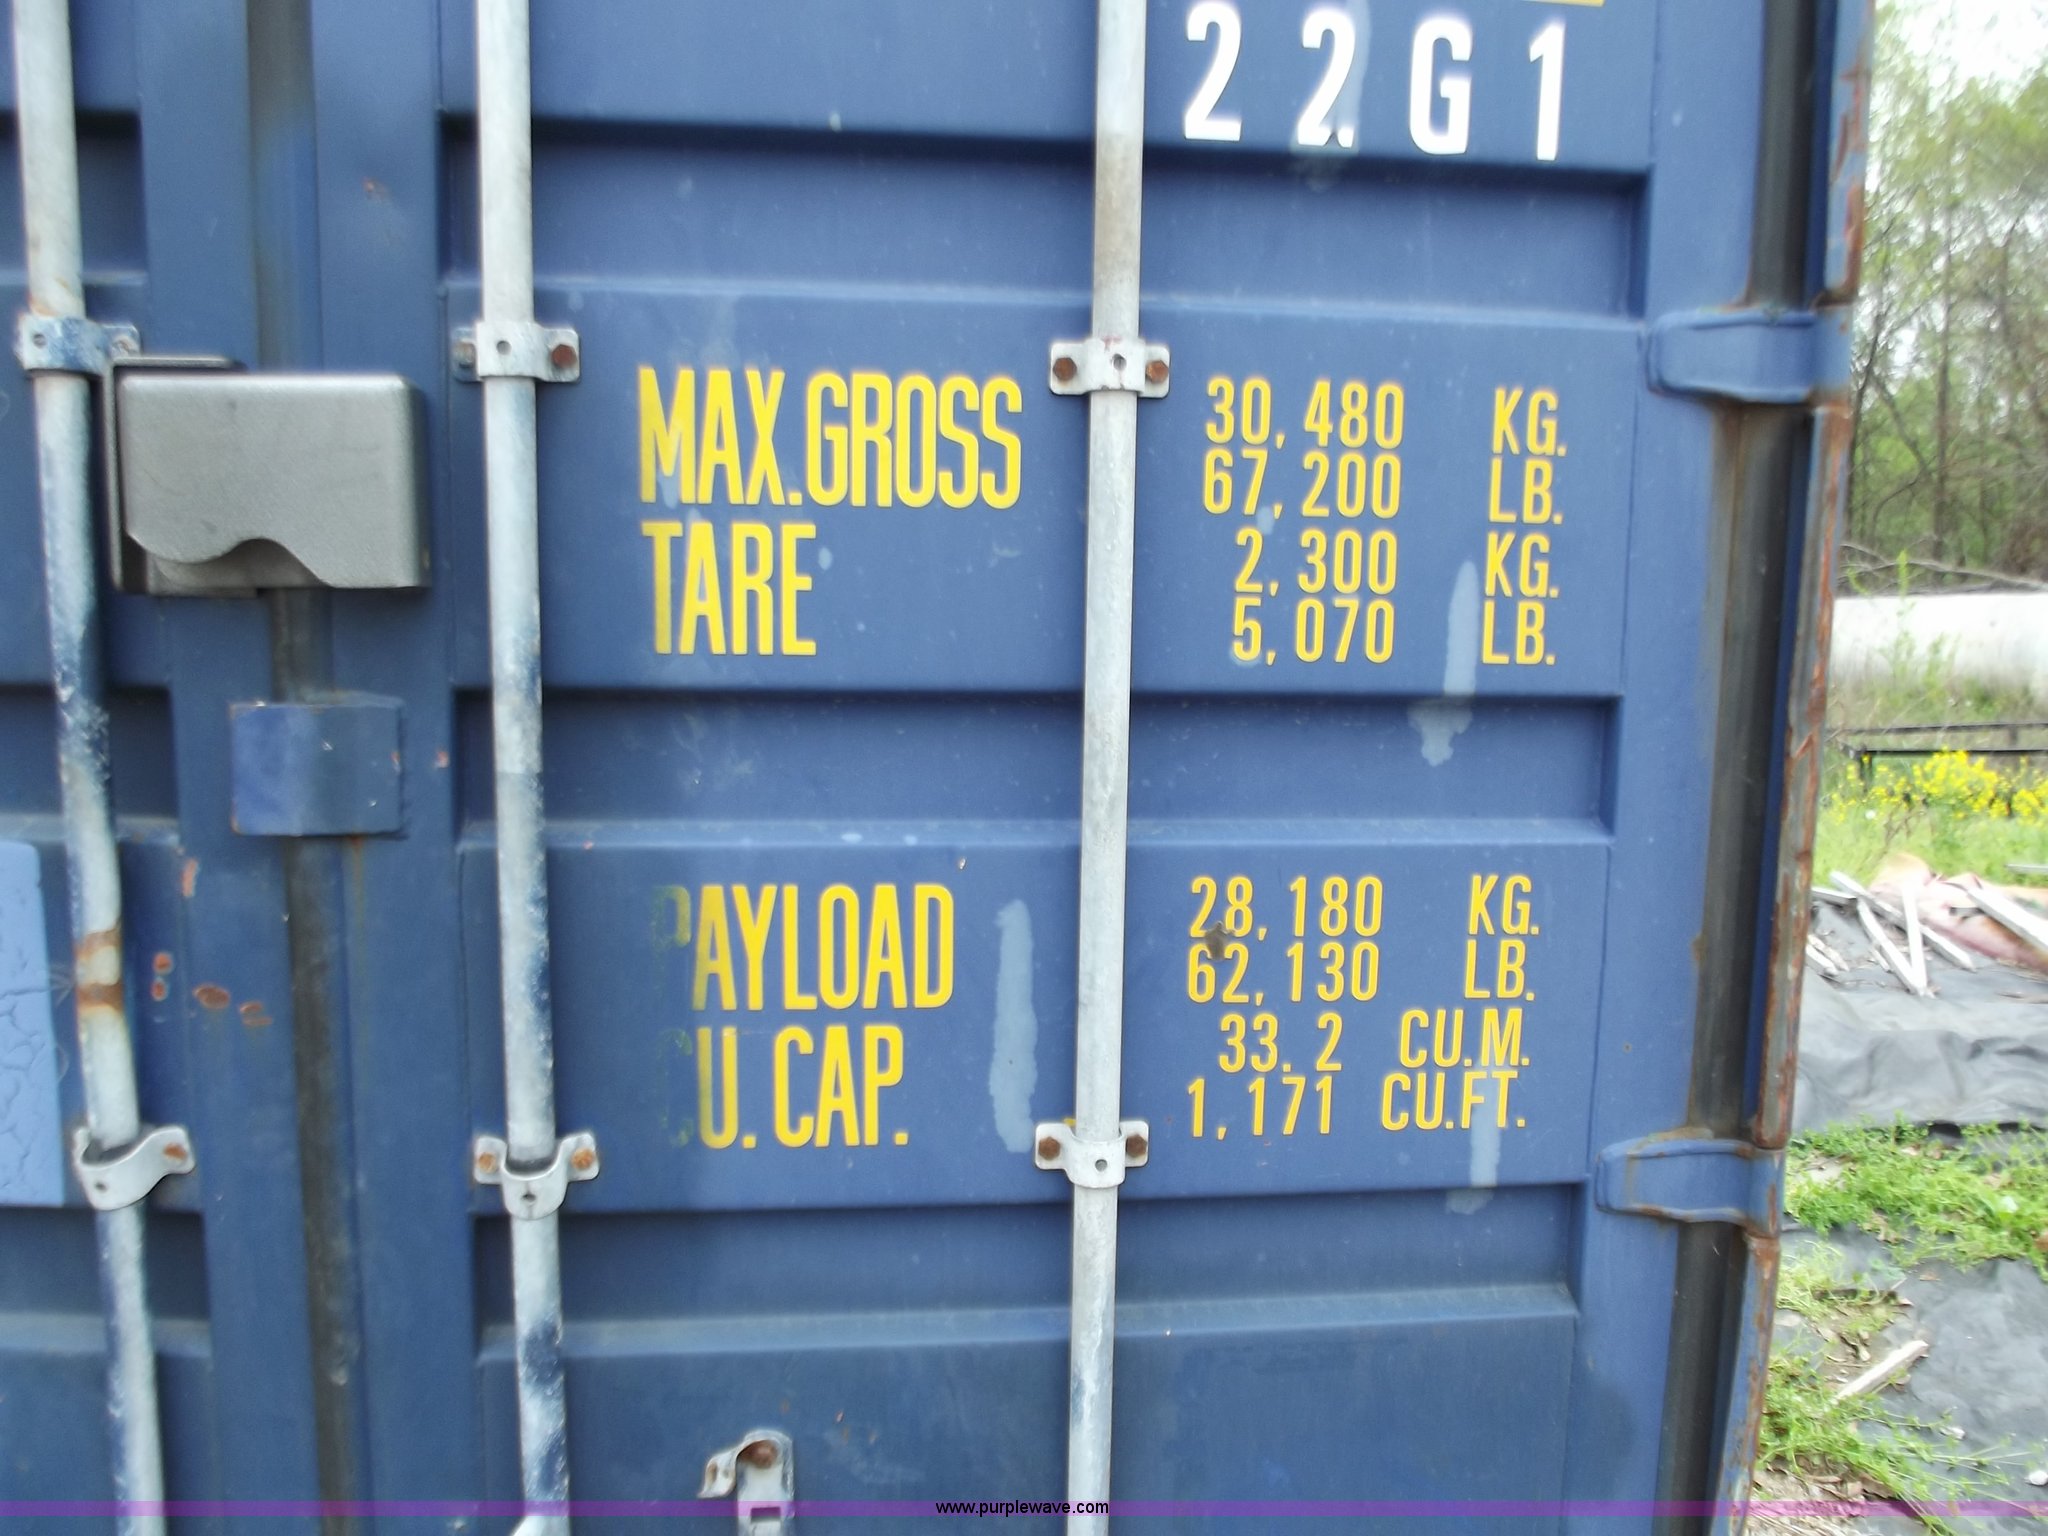 22G1
MAX.GROSS 30,480 KG.
67,200 LB.
TARE 2,300 KG.
5,070 LB.
PAYLOAD 28,180 KG.
62,130 LB.
CU.CAP. 33.2 CU.M.
1,171 CU.FT.
www.purplewave.com